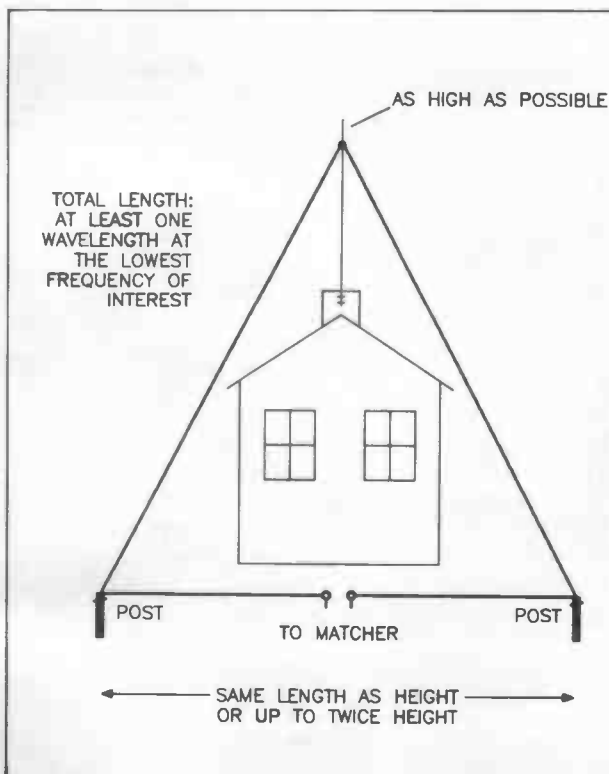 AS HIGH AS POSSIBLE
TOTAL LENGTH:
AT LEAST ONE
WAVELENGTH AT
THE LOWEST
FREQUENCY OF
INTEREST
POST
POST
TO MATCHER
SAME LENGTH AS HEIGHT
OR UP TO TWICE HEIGHT